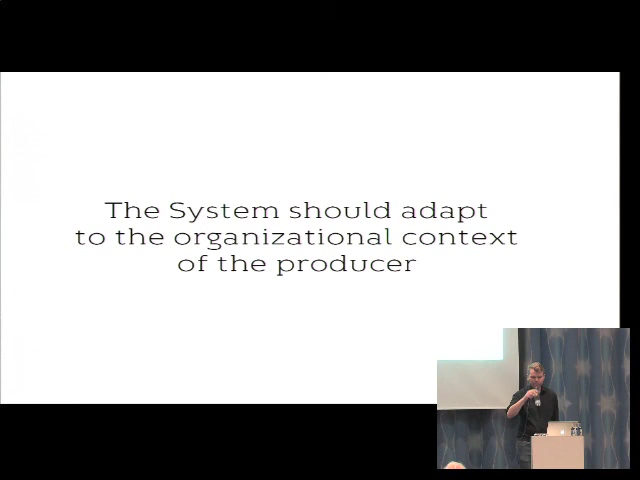 The System should adapt
to the organizational context
of the producer